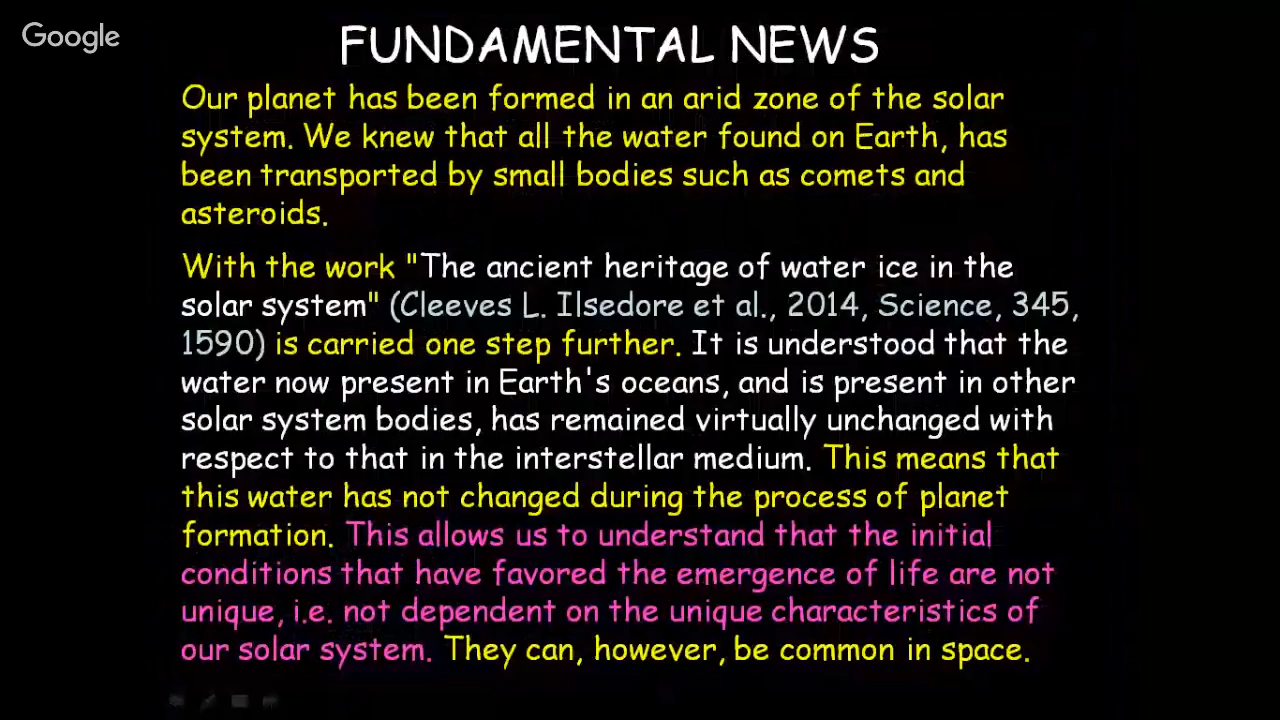 Google
FUNDAMENTAL NEWS
Our planet has been formed in an arid zone of the solar
system. We knew that all the water found on Earth, has
been transported by small bodies such as comets and
asteroids.
With the work "The ancient heritage of water ice in the
solar system" (Cleeves L. Ilsedore et al., 2014, Science, 345,
1590) is carried one step further. It is understood that the
water now present in Earth's oceans, and is present in other
solar system bodies, has remained virtually unchanged with
respect to that in the interstellar medium. This means that
this water has not changed during the process of planet
formation. This allows us to understand that the initial
conditions that have favored the emergence of life are not
unique, i.e. not dependent on the unique characteristics of
our solar system. They can, however, be common in space.